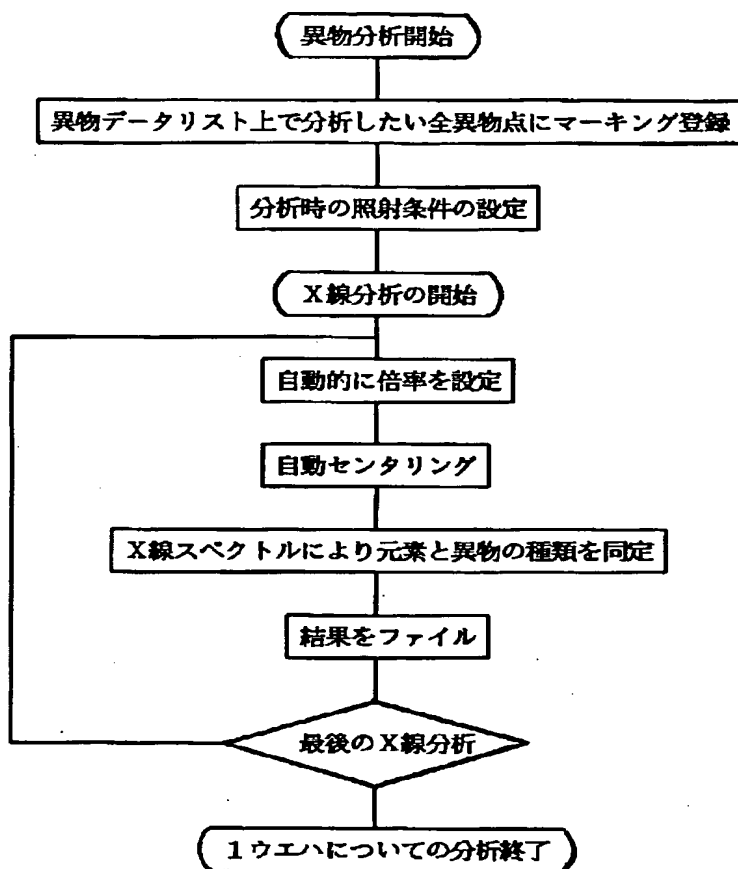 異物分析開始
異物データリスト上で分析したい全異物点にマーキング登録
分析時の照射条件の設定
X線分析の開始
自動的に倍率を設定
自動センタリング
X線スペクトルにより元素と異物の種類を同定
結果をファイル
最後のX線分析
1ウエハについての分析終了